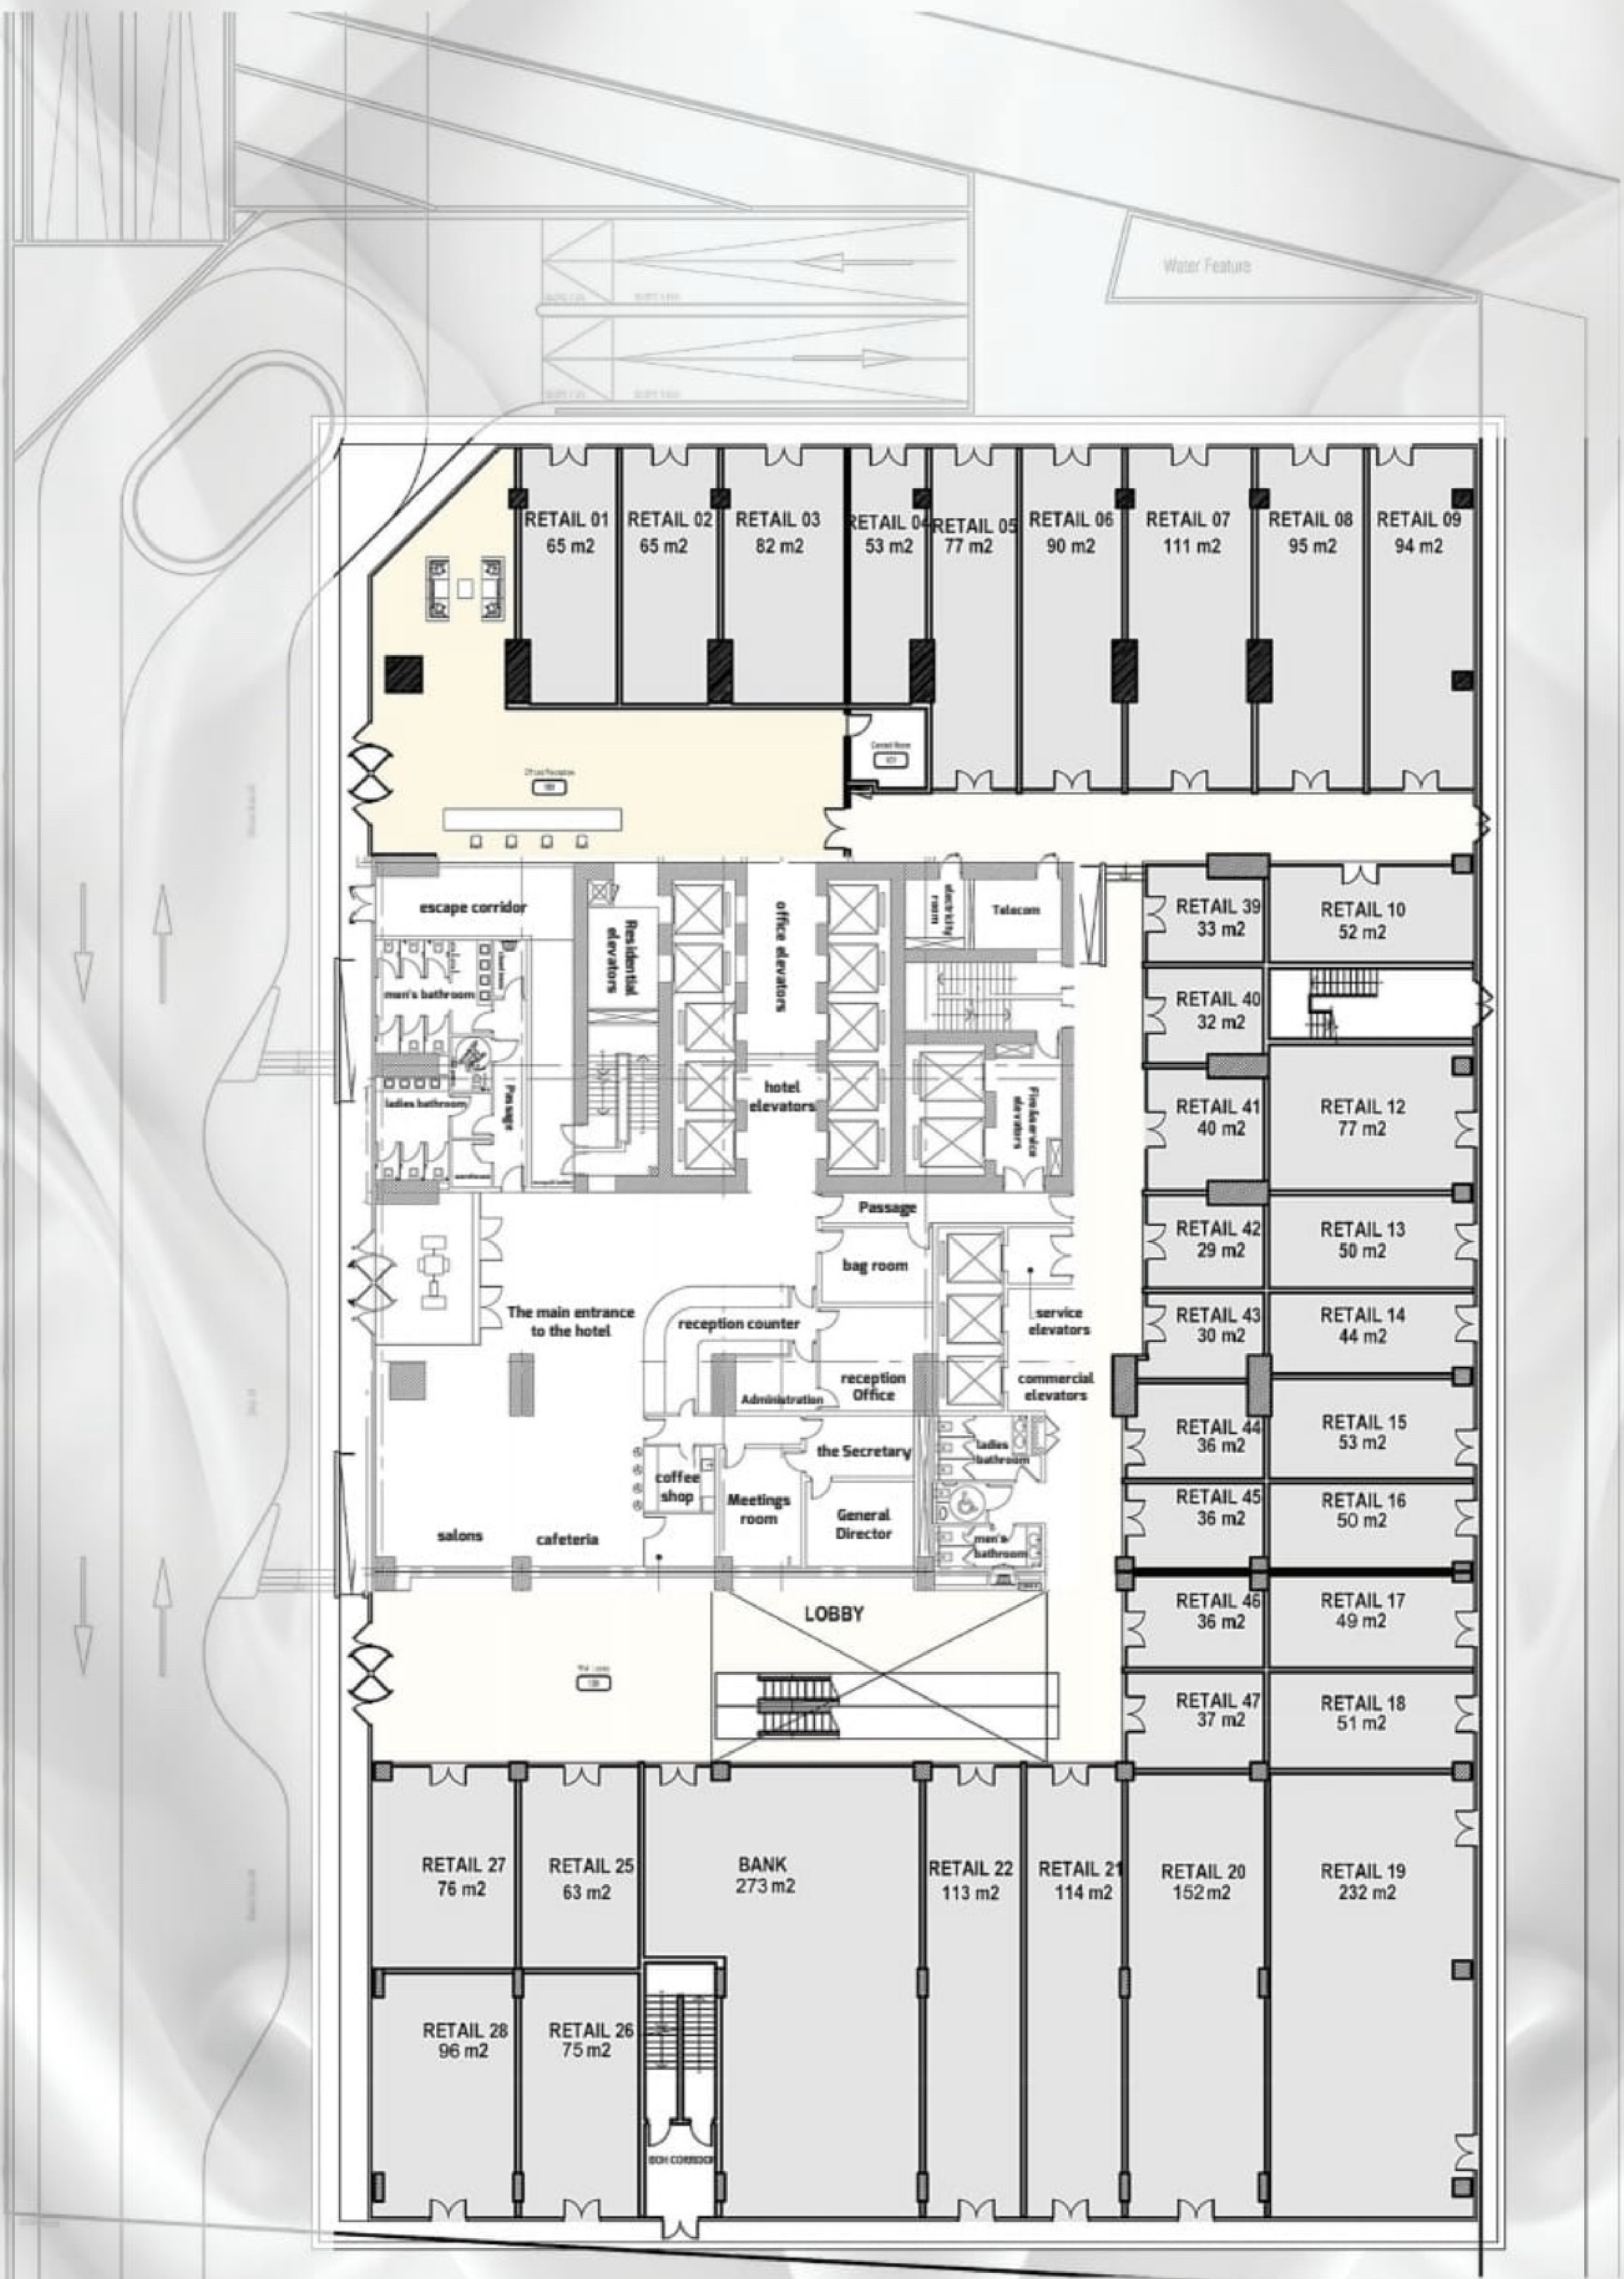 Water Feature
RETAIL 01
65 m2
RETAIL 02
65 m2
RETAIL 03
82 m2
RETAIL 04
53 m2
RETAIL 05
77 m2
RETAIL 06
90 m2
RETAIL 07
111 m2
RETAIL 08
95 m2
RETAIL 09
94 m2
escape corridor
Residential
elevators
office elevators
electricity
room
Telecom
RETAIL 39
33 m2
RETAIL 10
52 m2
men's bathroom
RETAIL 40
32 m2
hotel
elevators
ladies bathroom
Passage
RETAIL 41
40 m2
RETAIL 12
77 m2
Passage
RETAIL 42
29 m2
RETAIL 13
50 m2
bag room
The main entrance
to the hotel
reception counter
service
elevators
RETAIL 43
30 m2
RETAIL 14
44 m2
Administration
reception
Office
commercial
elevators
RETAIL 44
36 m2
RETAIL 15
53 m2
the Secretary
ladies
bathroom
coffee
shop
Meetings
room
General
Director
RETAIL 45
36 m2
RETAIL 16
50 m2
salons
cafeteria
men's
bathroom
LOBBY
RETAIL 46
36 m2
RETAIL 17
49 m2
RETAIL 47
37 m2
RETAIL 18
51 m2
RETAIL 27
76 m2
RETAIL 25
63 m2
BANK
273 m2
RETAIL 22
113 m2
RETAIL 21
114 m2
RETAIL 20
152 m2
RETAIL 19
232 m2
RETAIL 28
96 m2
RETAIL 26
75 m2